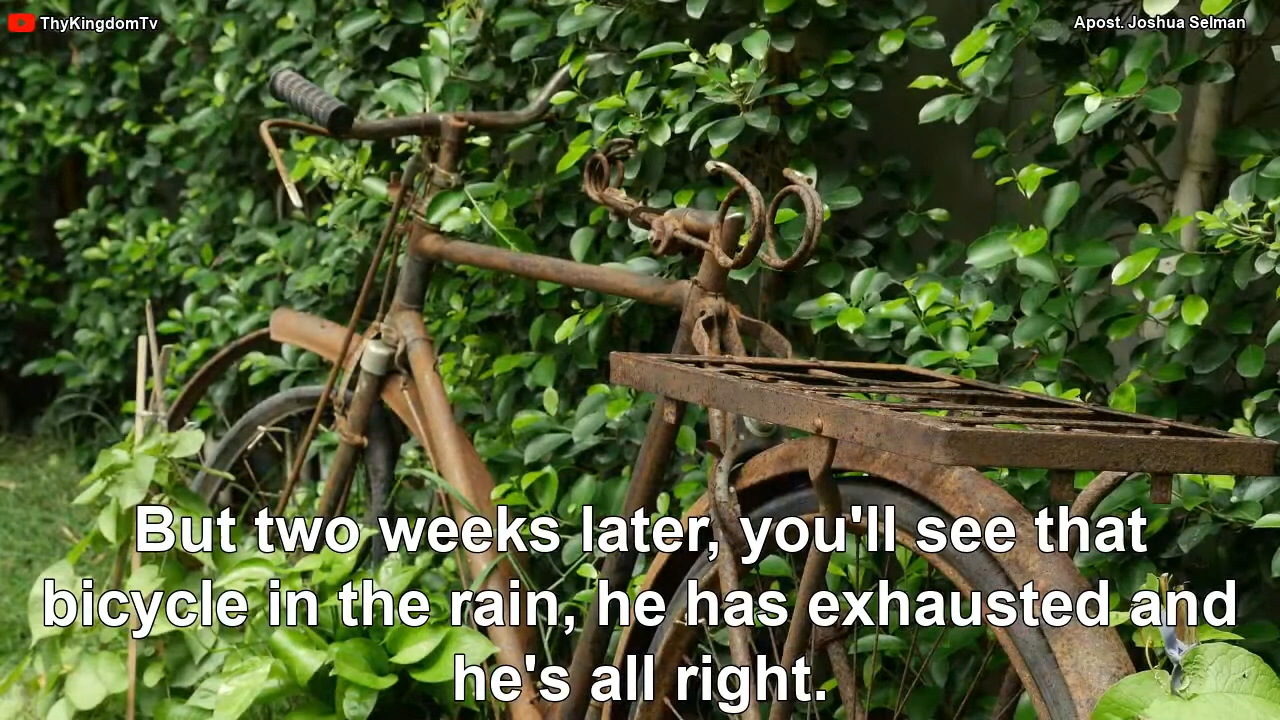 ThyKingdomTv
Apost. Joshua Selman
But two weeks later, you'll see that
bicycle in the rain, he has exhausted and
he's all right.